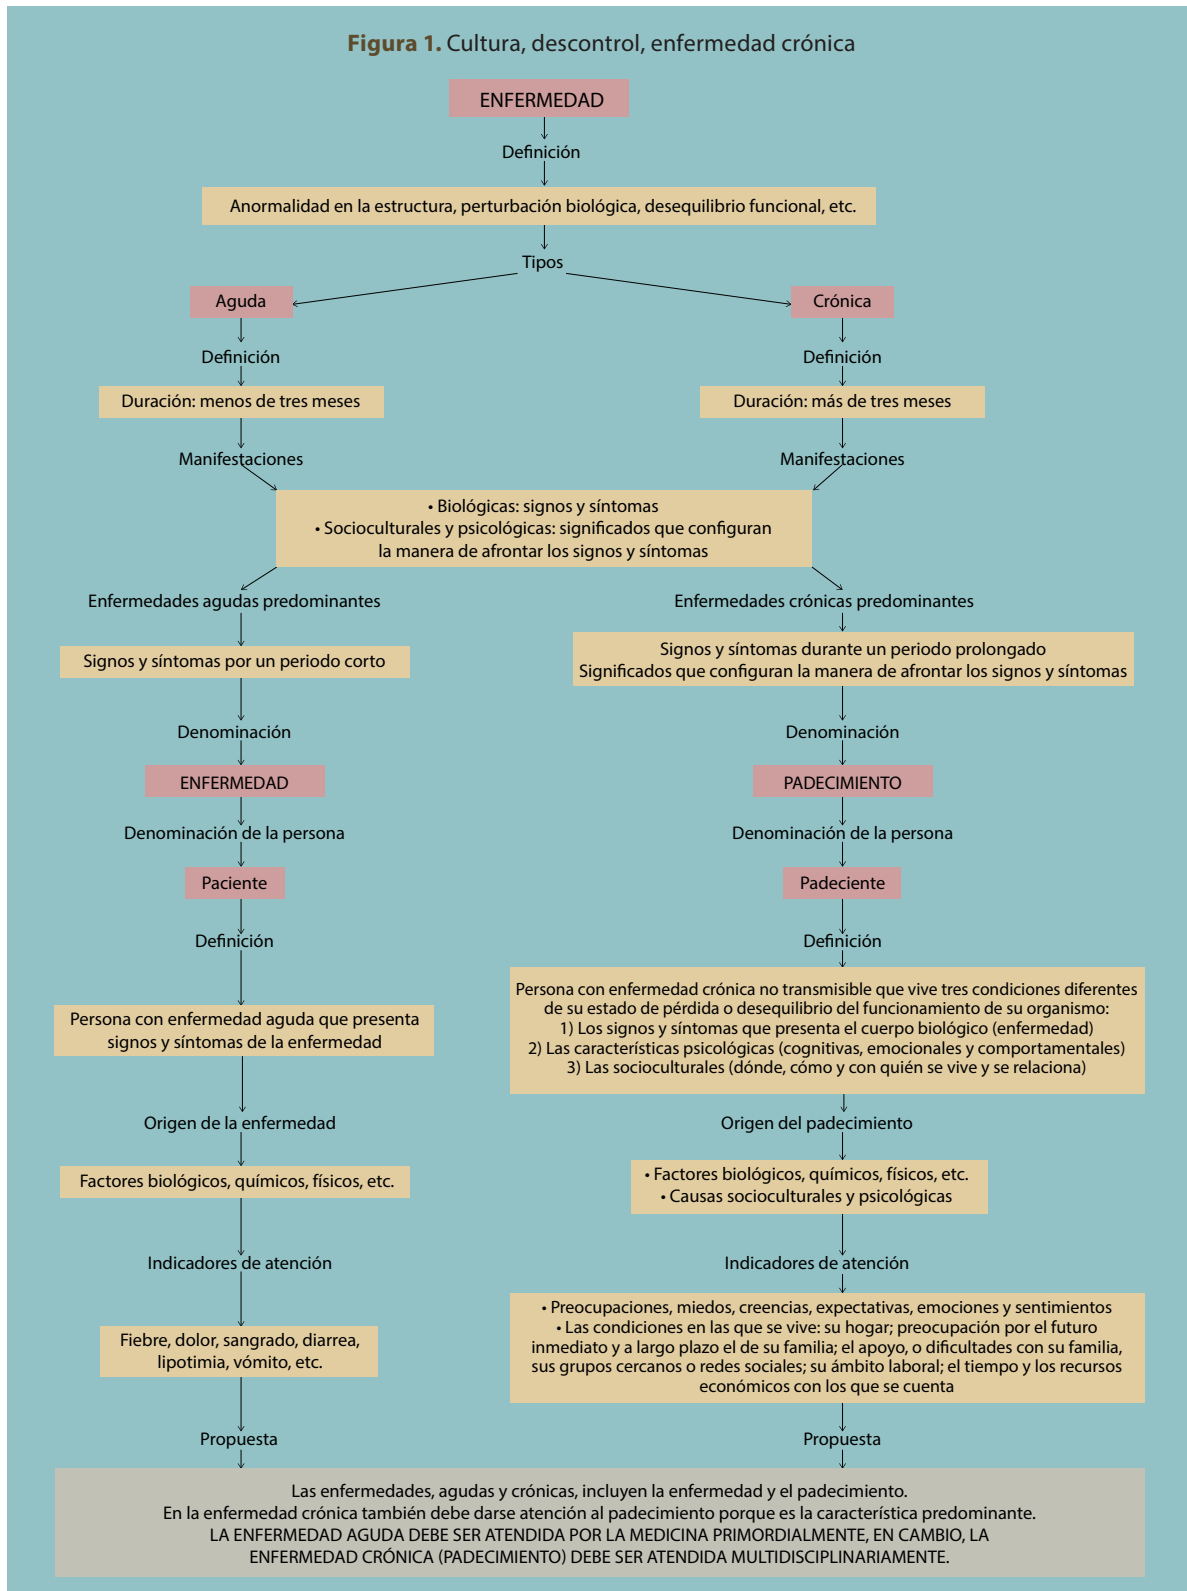 Figura 1. Cultura, descontrol, enfermedad crónica
ENFERMEDAD
Definición
Anormalidad en la estructura, perturbación biológica, desequilibrio funcional, etc.
Tipos
Aguda
Crónica
Definición
Definición
Duración: menos de tres meses
Duración: más de tres meses
Manifestaciones
Manifestaciones
• Biológicas: signos y síntomas
• Socioculturales y psicológicas: significados que configuran
la manera de afrontar los signos y síntomas
Enfermedades agudas predominantes
Enfermedades crónicas predominantes
Signos y síntomas por un periodo corto
Signos y síntomas durante un periodo prolongado
Significados que configuran la manera de afrontar los signos y síntomas
Denominación
Denominación
ENFERMEDAD
PADECIMIENTO
Denominación de la persona
Denominación de la persona
Paciente
Padeciente
Definición
Definición
Persona con enfermedad aguda que presenta
signos y síntomas de la enfermedad
Persona con enfermedad crónica no transmisible que vive tres condiciones diferentes
de su estado de pérdida o desequilibrio del funcionamiento de su organismo:
1) Los signos y síntomas que presenta el cuerpo biológico (enfermedad)
2) Las características psicológicas (cognitivas, emocionales y comportamentales)
3) Las socioculturales (dónde, cómo y con quién se vive y se relaciona)
Origen de la enfermedad
Origen del padecimiento
Factores biológicos, químicos, físicos, etc.
• Factores biológicos, químicos, físicos, etc.
• Causas socioculturales y psicológicas
Indicadores de atención
Indicadores de atención
Fiebre, dolor, sangrado, diarrea,
lipotimia, vómito, etc.
• Preocupaciones, miedos, creencias, expectativas, emociones y sentimientos
• Las condiciones en las que se vive: su hogar; preocupación por el futuro
inmediato y a largo plazo el de su familia; el apoyo, o dificultades con su familia,
sus grupos cercanos o redes sociales; su ámbito laboral; el tiempo y los recursos
económicos con los que se cuenta
Propuesta
Propuesta
Las enfermedades, agudas y crónicas, incluyen la enfermedad y el padecimiento.
En la enfermedad crónica también debe darse atención al padecimiento porque es la característica predominante.
LA ENFERMEDAD AGUDA DEBE SER ATENDIDA POR LA MEDICINA PRIMORDIALMENTE, EN CAMBIO, LA
ENFERMEDAD CRÓNICA (PADECIMIENTO) DEBE SER ATENDIDA MULTIDISCIPLINARIAMENTE.